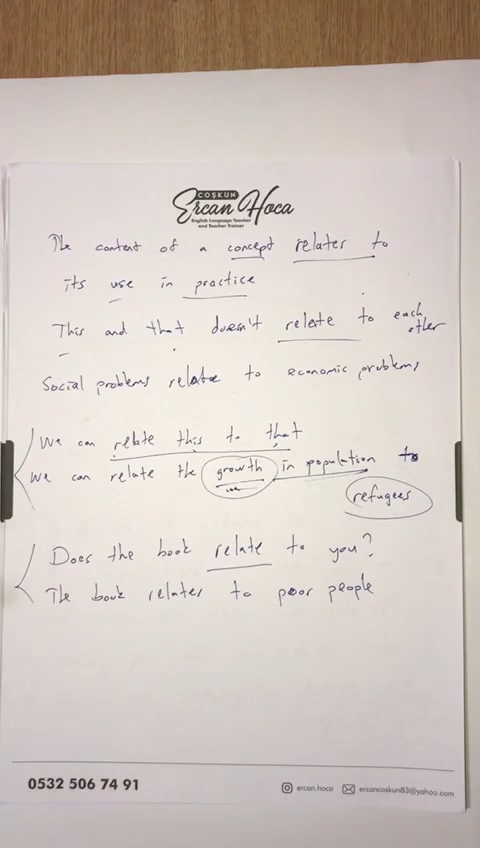 COŞKUN
Ercan Hoca
English Language Teacher
and Teacher Trainer
The content of a concept relates to
its use in practice
This and that doesn't relate to each
other
Social problems relate to economic problems
We can relate this to that
We can relate the growth in population to
refugees
Does the book relate to you?
The book relates to poor people
0532 506 74 91
ercan.hoca
ercancoskun83@yahoo.com